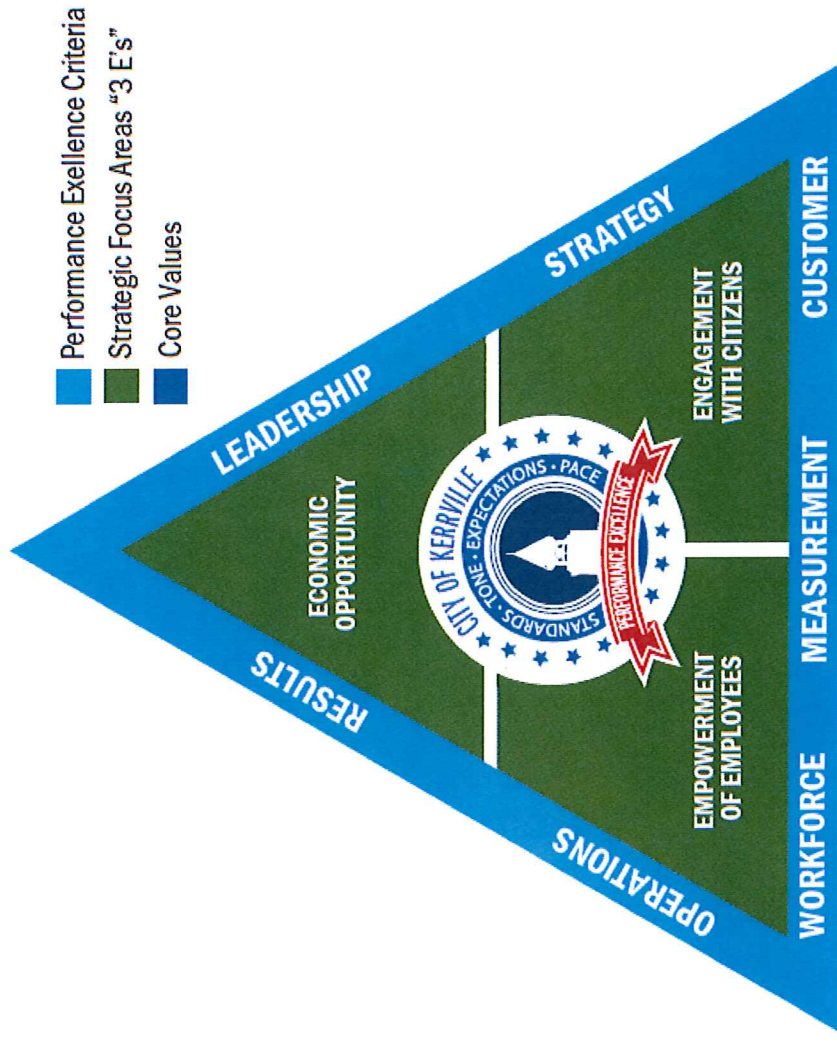 Performance Exellence Criteria
Strategic Focus Areas “3 E's”
Core Values
LEADERSHIP
STRATEGY
RESULTS
OPERATIONS
ECONOMIC
OPPORTUNITY
★ CITY OF KERRVILLE ★
STANDARDS • TONE • EXPECTATIONS • PACE
PERFORMANCE EXCELLENCE
EMPOWERMENT
OF EMPLOYEES
ENGAGEMENT
WITH CITIZENS
WORKFORCE
MEASUREMENT
CUSTOMER